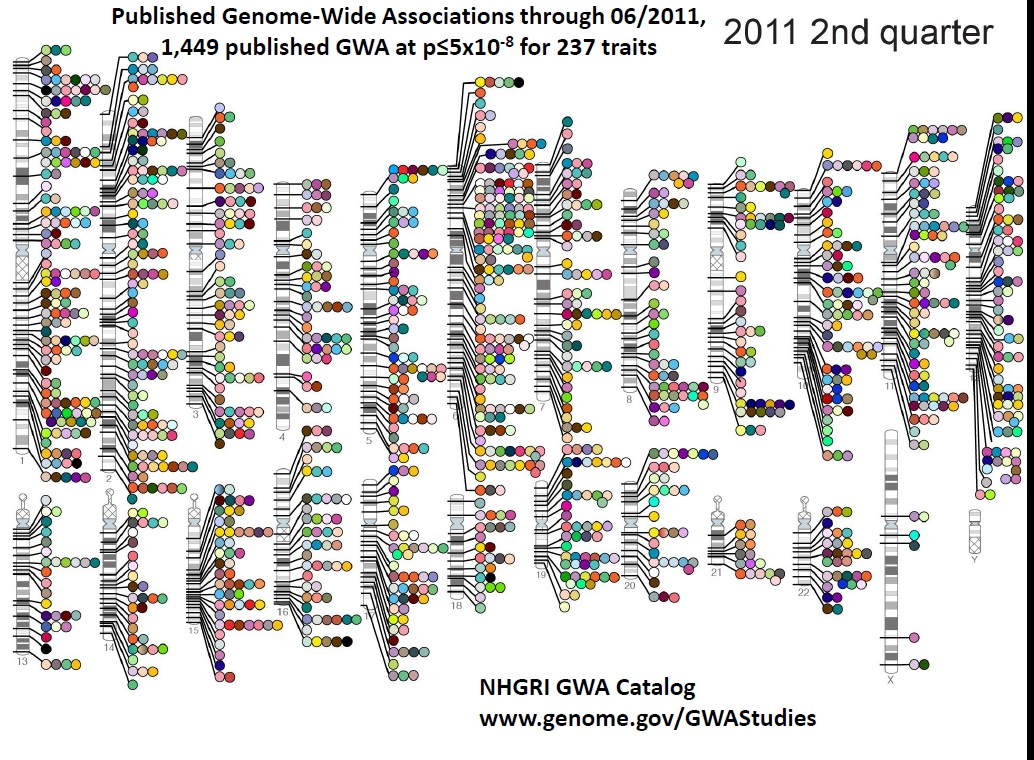 Published Genome-Wide Associations through 06/2011,
1,449 published GWA at p≤5x10-8 for 237 traits
2011 2nd quarter
1
2
3
4
5
6
7
8
9
10
11
13
14
15
16
18
19
20
21
22
X
Y
NHGRI GWA Catalog
www.genome.gov/GWAStudies